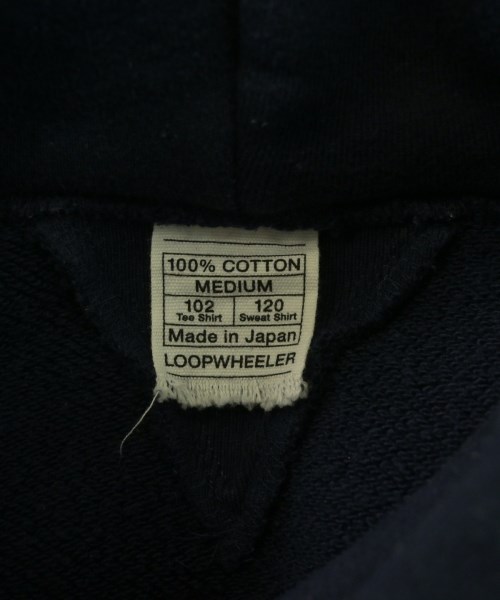 100% COTTON
MEDIUM
102 120
Tee Shirt Sweat Shirt
Made in Japan
LOOPWHEELER